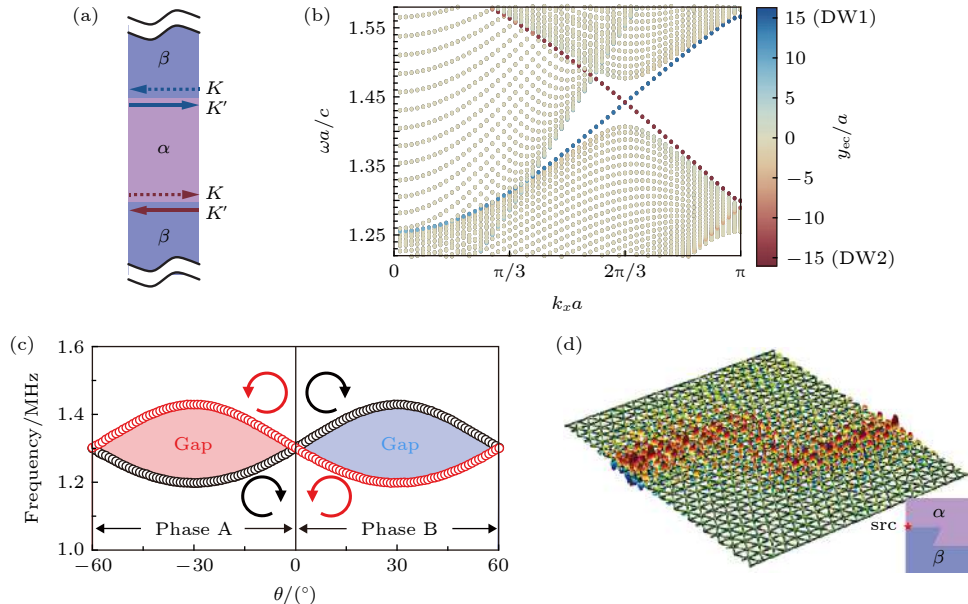 (a)
β
K
K′
α
K
K′
β
(b)
ωa/c
1.58
1.45
1.35
1.25
0
π/3
2π/3
π
kₓa
15 (DW1)
10
5
0
−5
−10
−15 (DW2)
y_ec/a
(c)
Frequency/MHz
1.6
1.4
1.2
1.0
Gap
Gap
Phase A
Phase B
−60
−30
0
30
60
θ/(°)
(d)
src
α
β